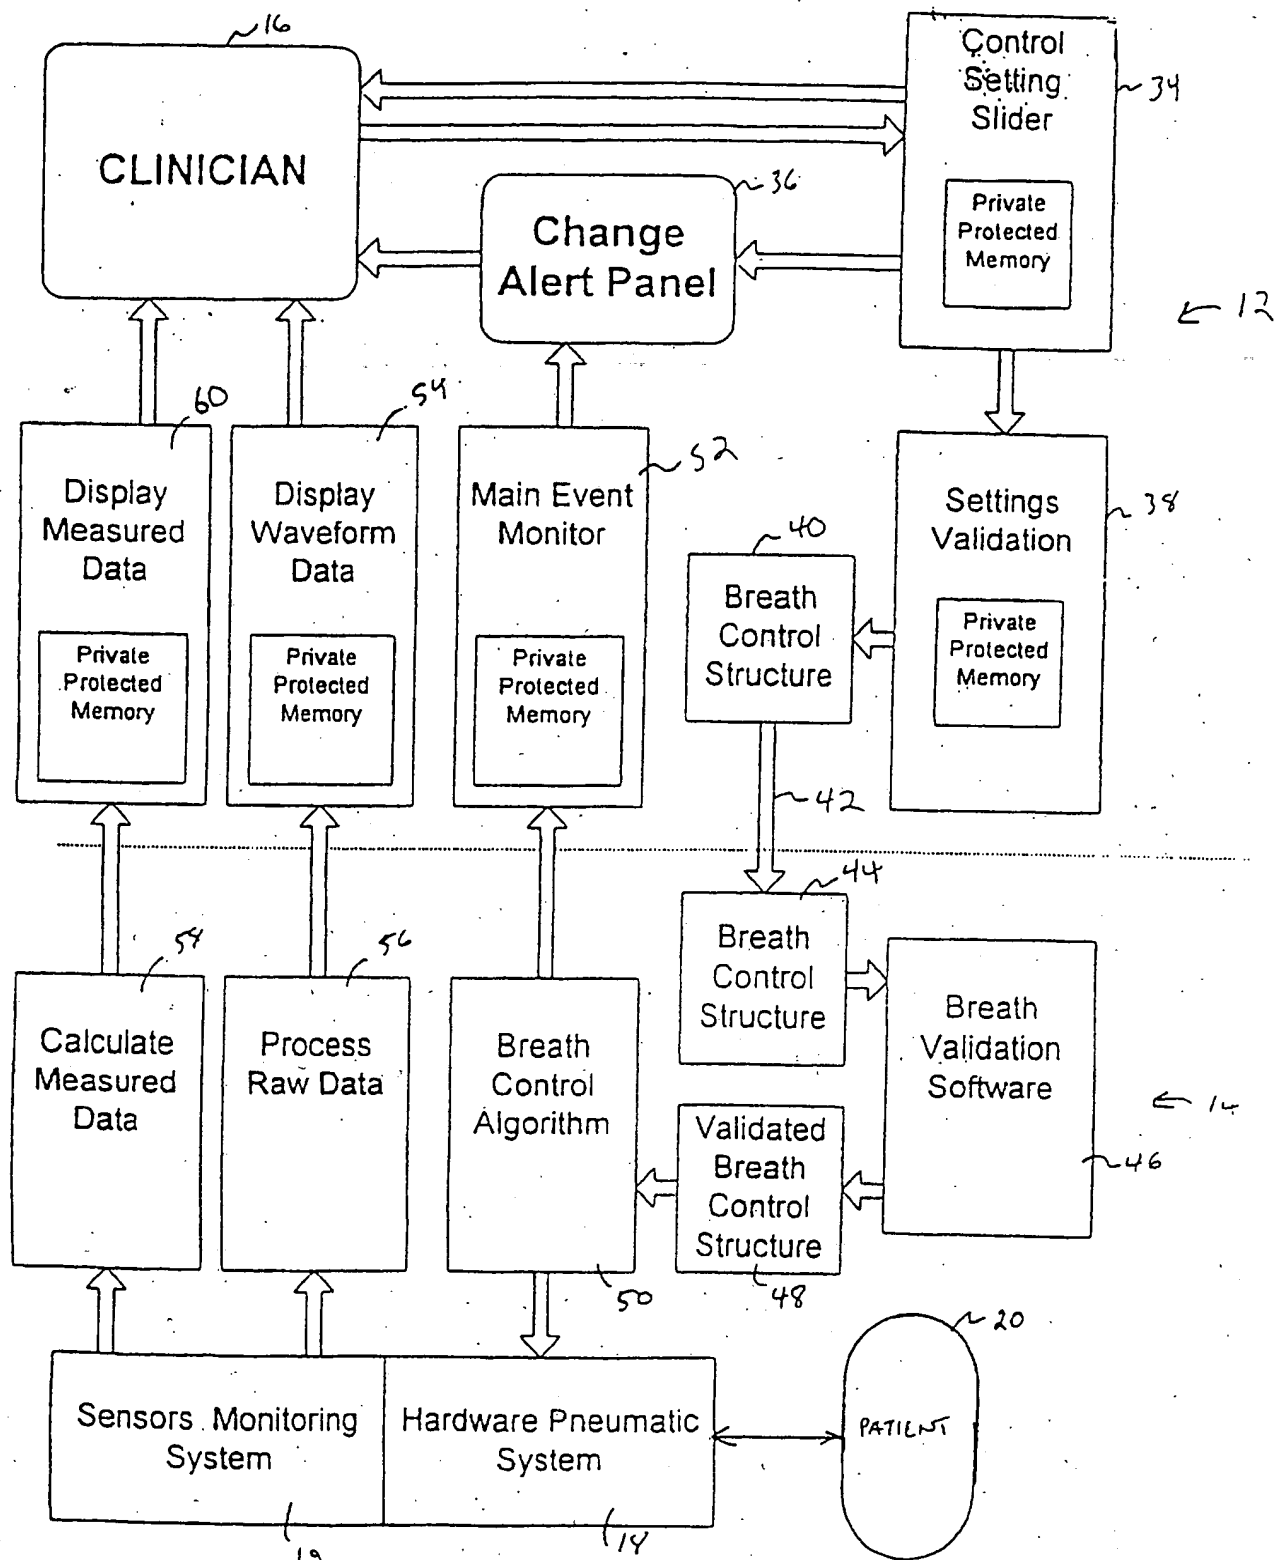 16
CLINICIAN
Control
Setting
Slider
34
Private
Protected
Memory
36
Change
Alert Panel
12
60
Display
Measured
Data
Private
Protected
Memory
54
Display
Waveform
Data
Private
Protected
Memory
52
Main Event
Monitor
Private
Protected
Memory
40
Breath
Control
Structure
Settings
Validation
38
Private
Protected
Memory
42
44
Breath
Control
Structure
Calculate
Measured
Data
56
Process
Raw Data
Breath
Control
Algorithm
50
Breath
Validation
Software
46
14
Validated
Breath
Control
Structure
48
20
Sensors Monitoring
System
19
Hardware Pneumatic
System
18
PATIENT